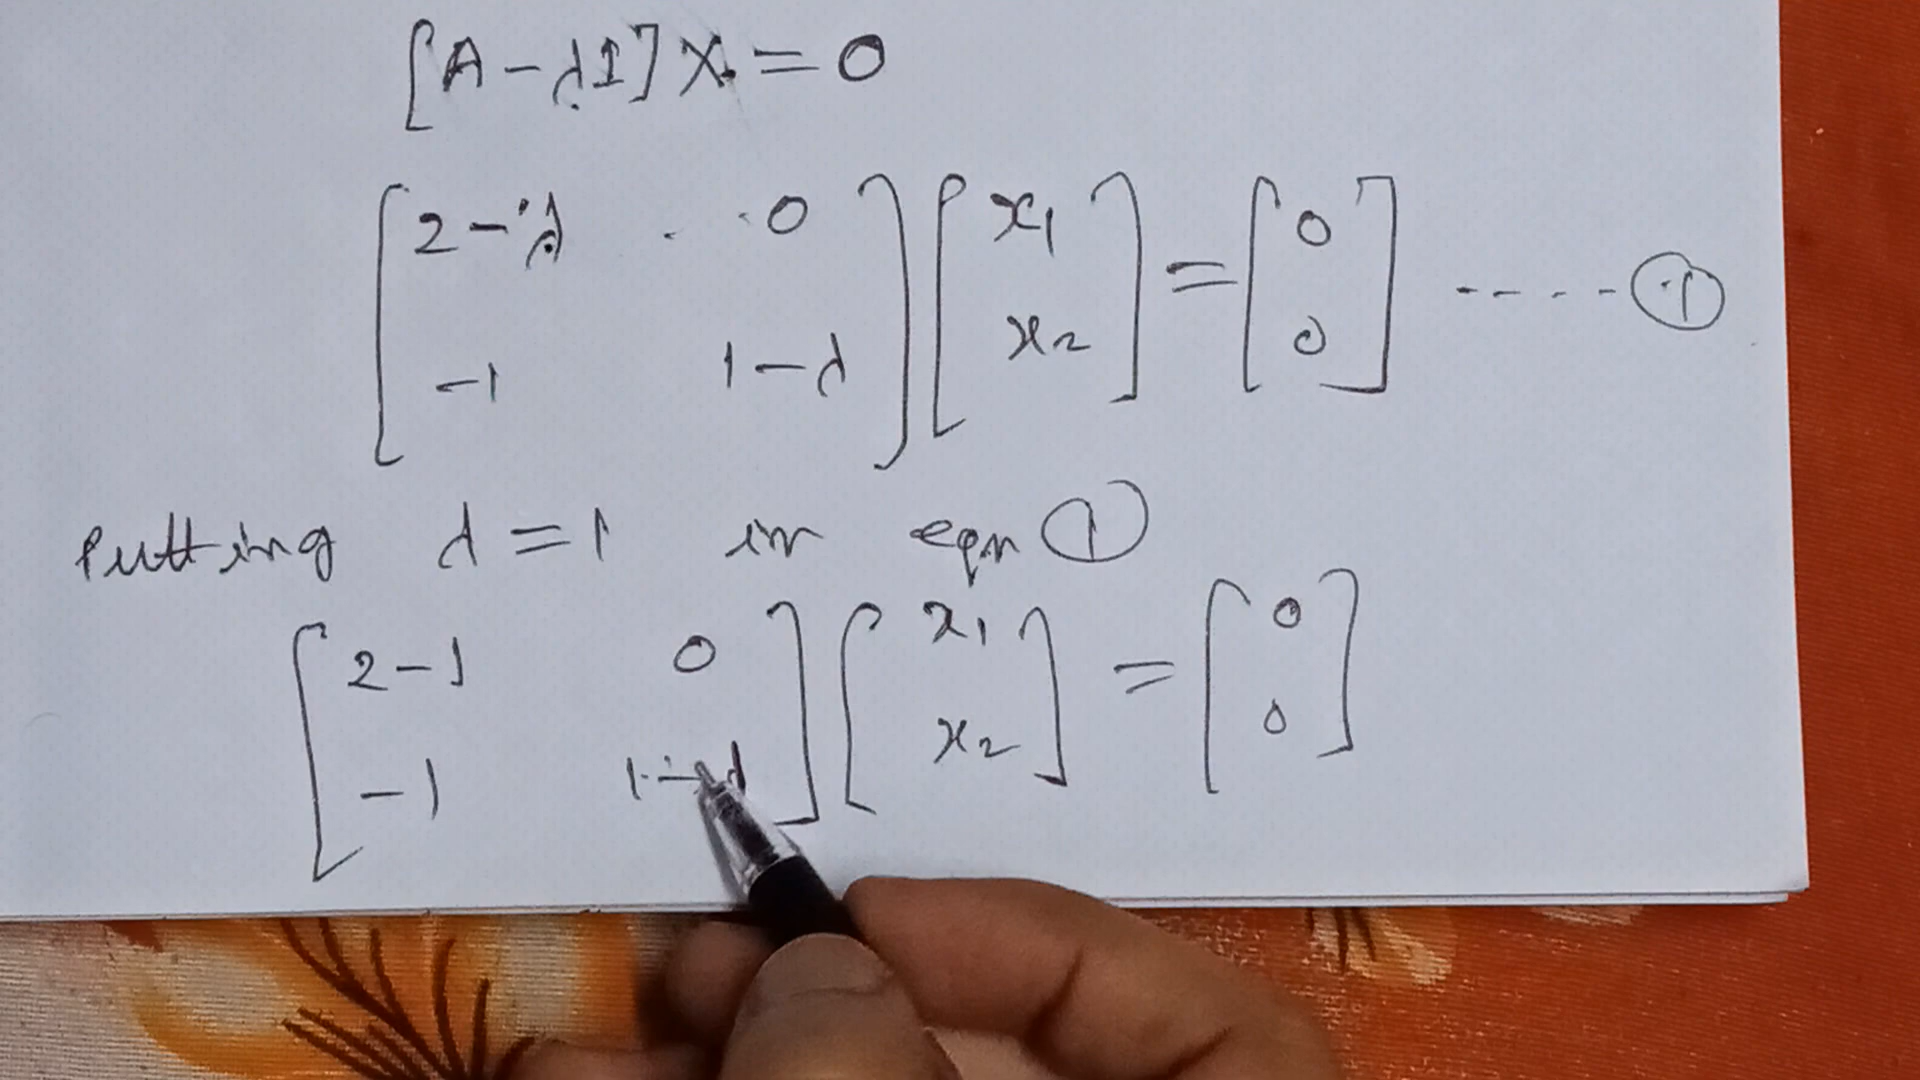 [A-λI]X=0
[2-λ 0] [x1] = [0] ----- ①
[-1 1-λ] [x2] [0]
Putting λ=1 in eqn ①
[2-1 0] [x1] = [0]
[-1 1-λ] [x2] [0]